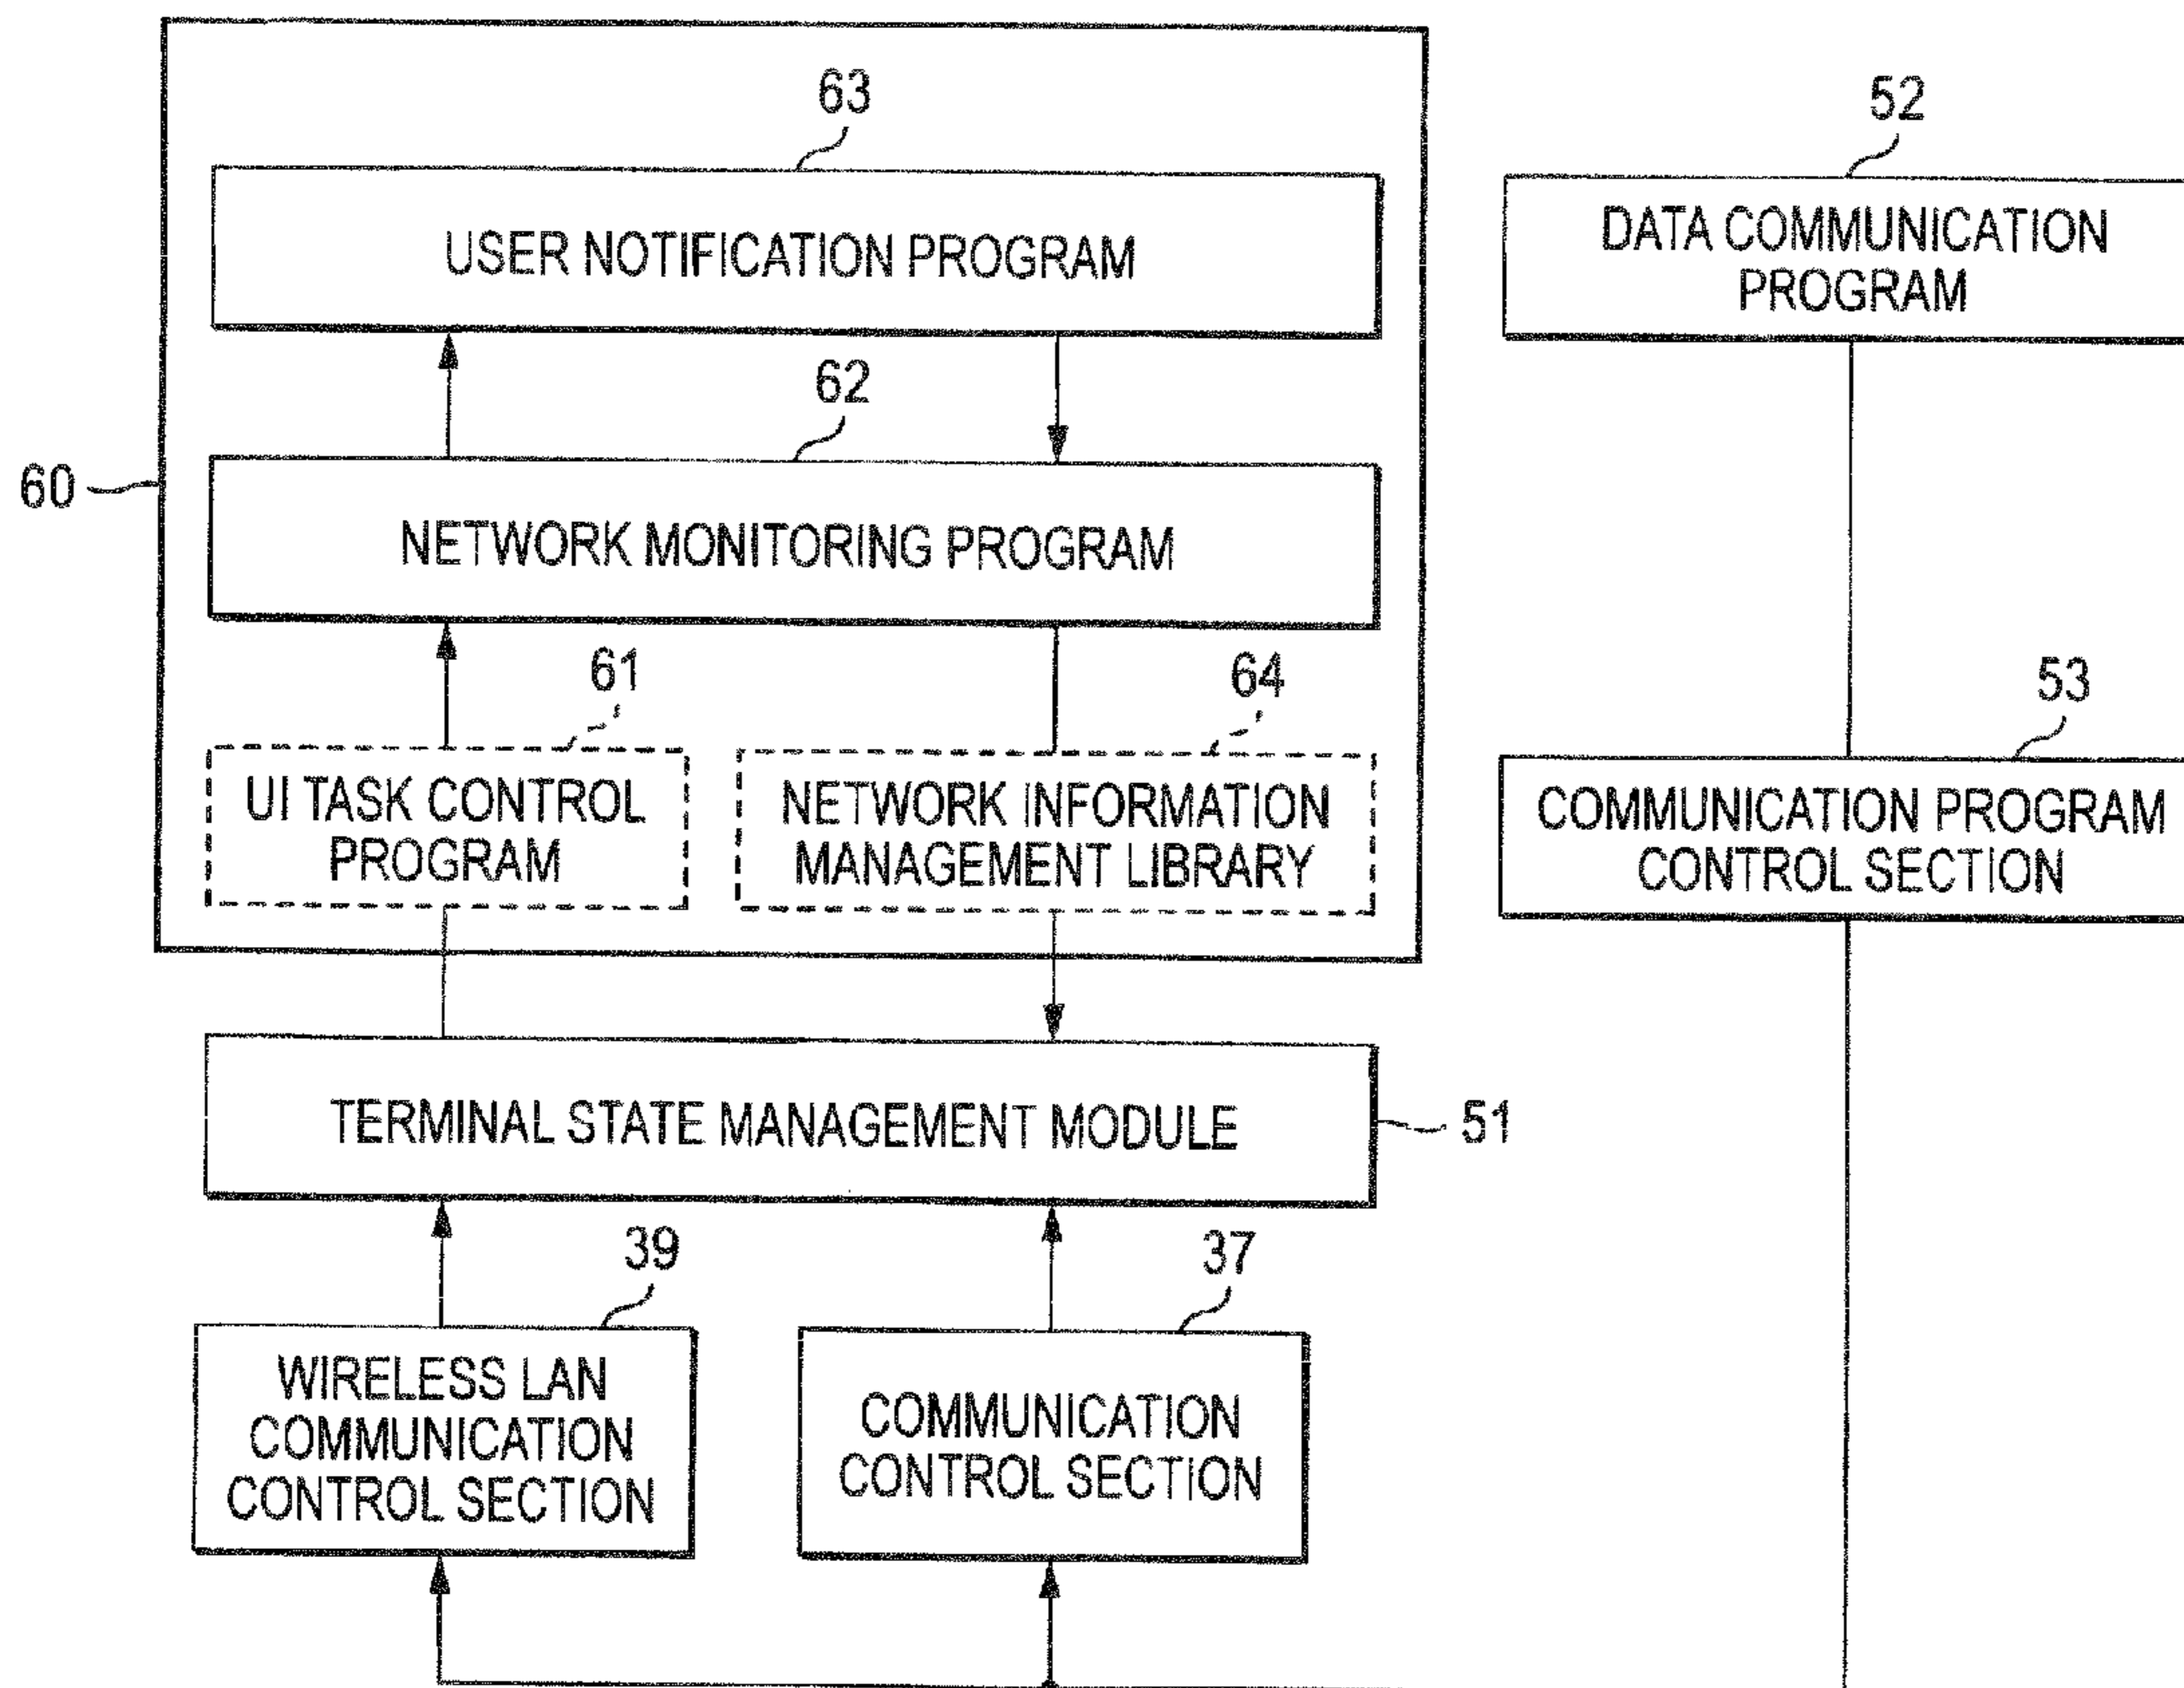 63
52
USER NOTIFICATION PROGRAM
DATA COMMUNICATION
PROGRAM
62
60
NETWORK MONITORING PROGRAM
61
64
53
UI TASK CONTROL
PROGRAM
NETWORK INFORMATION
MANAGEMENT LIBRARY
COMMUNICATION PROGRAM
CONTROL SECTION
TERMINAL STATE MANAGEMENT MODULE
51
39
37
WIRELESS LAN
COMMUNICATION
CONTROL SECTION
COMMUNICATION
CONTROL SECTION